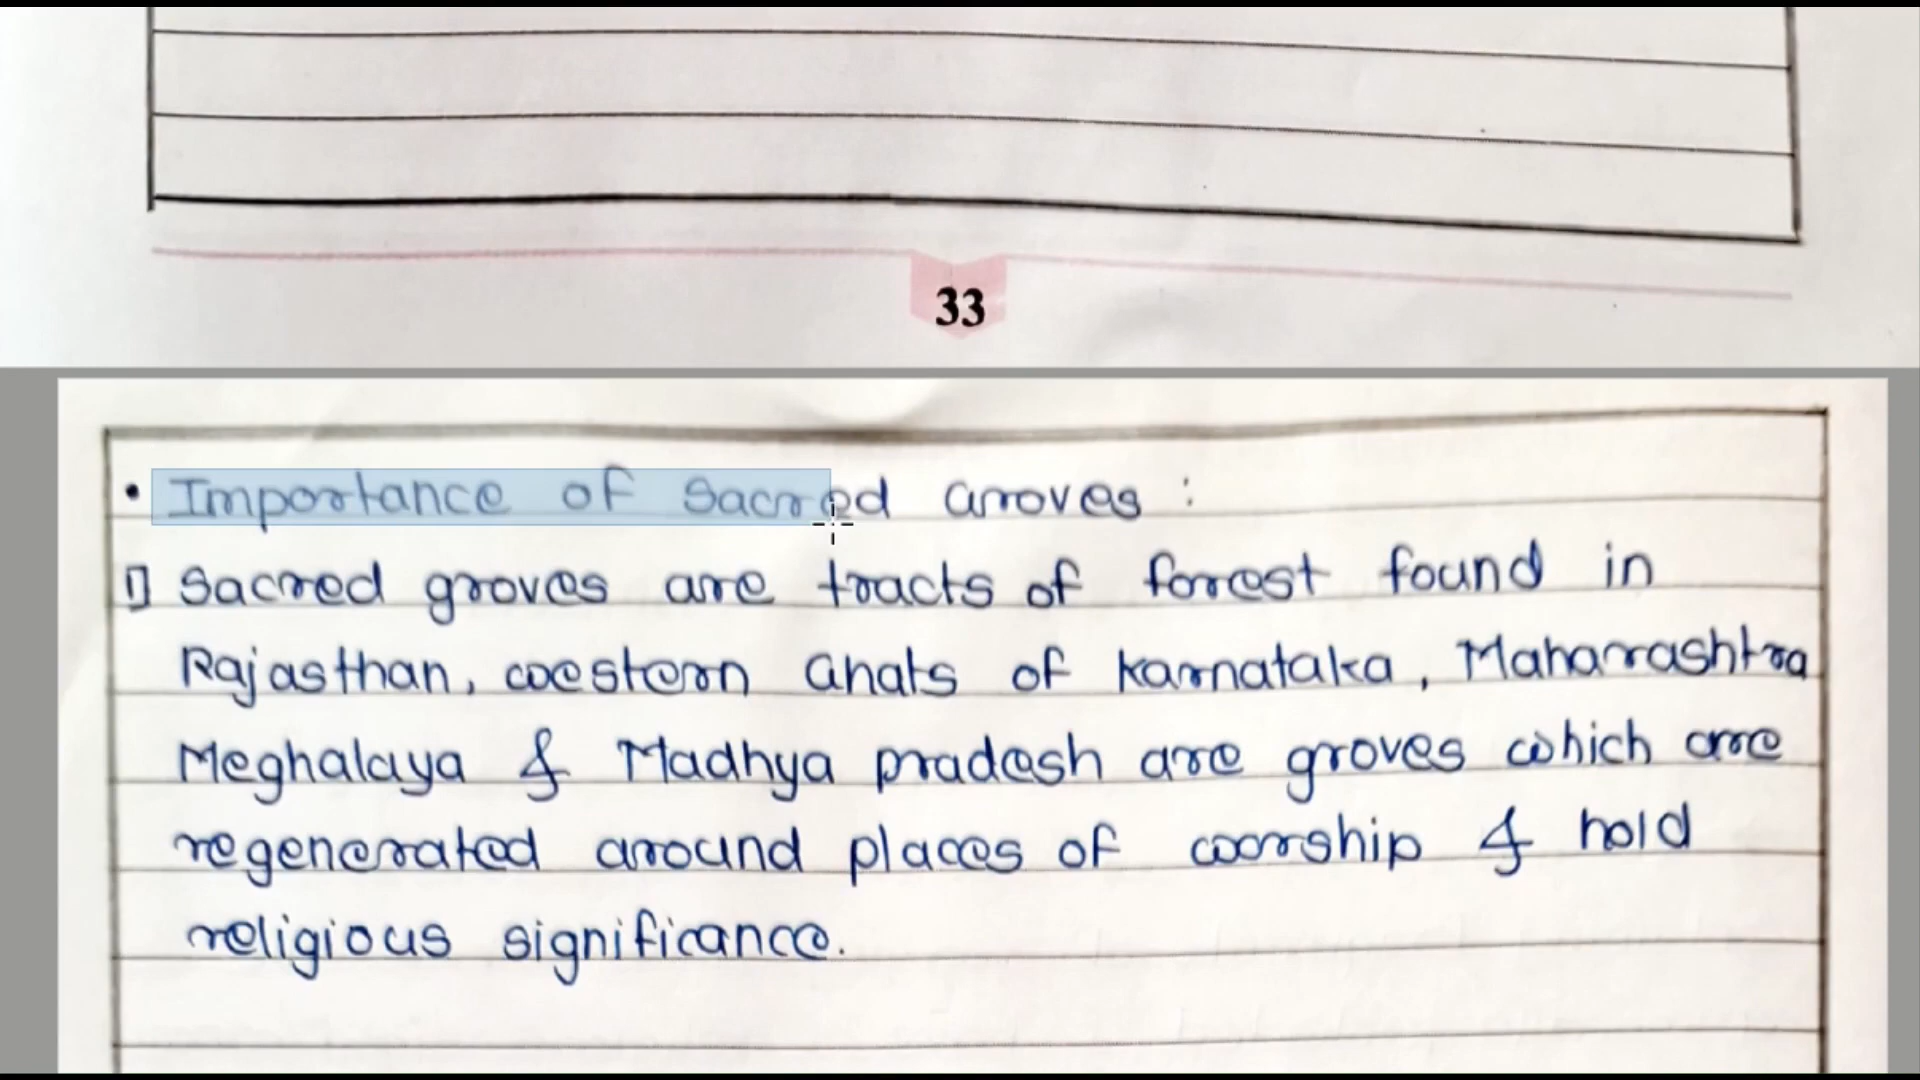 33
• Importance of Sacred Groves :
1] Sacred groves are tracts of forest found in
Rajasthan, western Ghats of Karnataka, Maharashtra
Meghalaya & Madhya pradesh are groves which are
regenerated around places of worship & hold
religious significance.